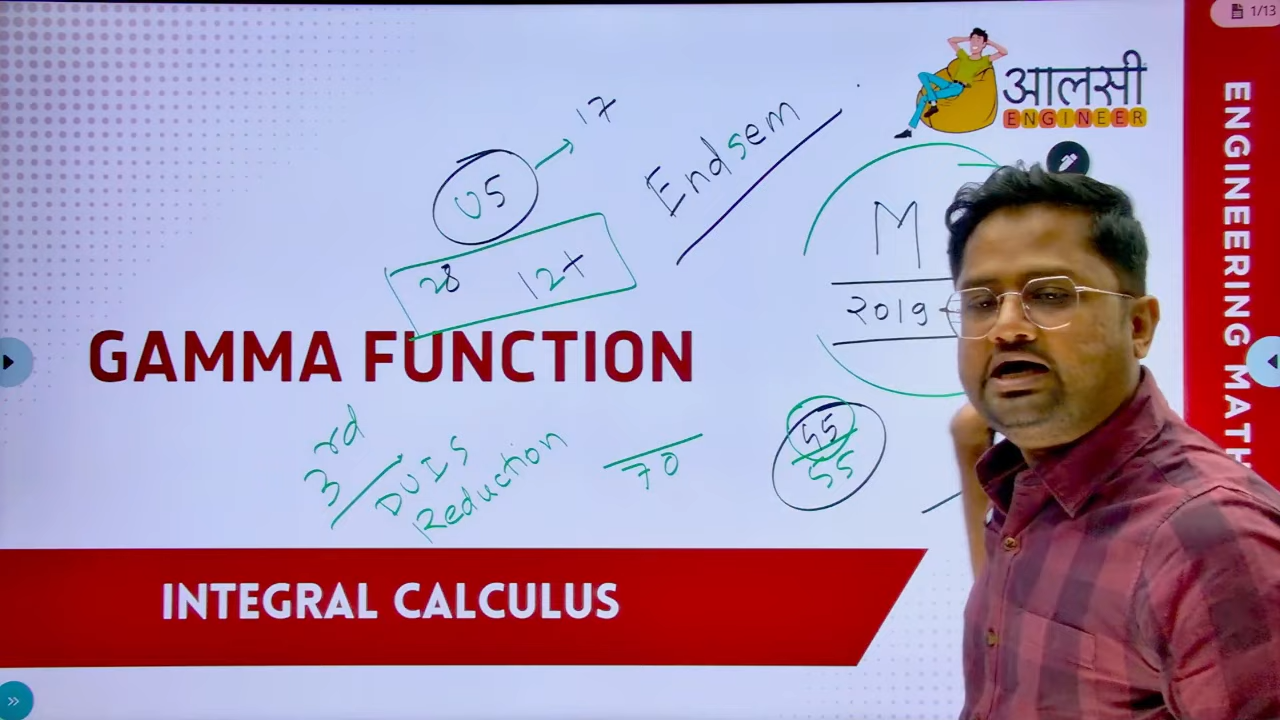 1/13
आलसी
ENGINEER
ENGINEERING MATH
17
U5
Endsem
28 12+
M
2019-
GAMMA FUNCTION
3rd
DUIS
Reduction
70
55
55
INTEGRAL CALCULUS